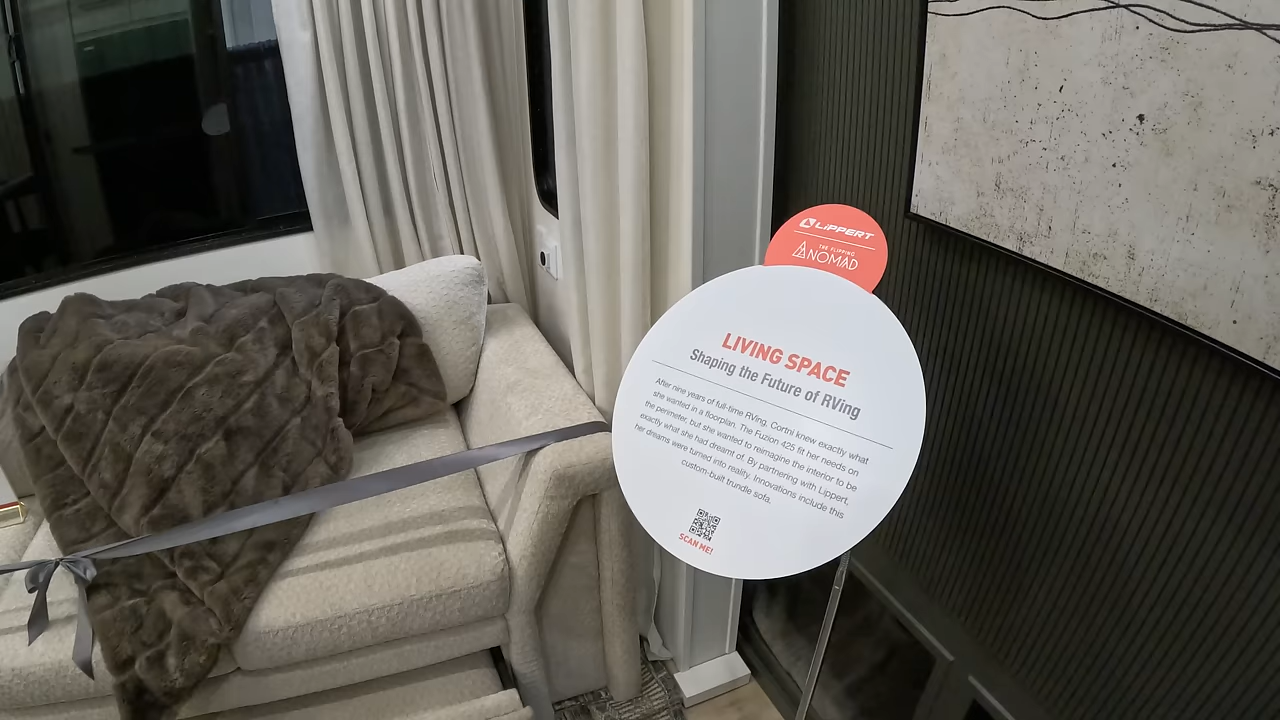 LIPPERT
THE FLIPPING
NOMAD
LIVING SPACE
Shaping the Future of RVing
After nine years of full-time RVing, Cortni knew exactly what
she wanted in a floorplan. The Fuzion 425 fit her needs on
the perimeter, but she wanted to reimagine the interior to be
exactly what she had dreamt of. By partnering with Lippert,
her dreams were turned into reality. Innovations include this
custom-built trundle sofa.
SCAN ME!